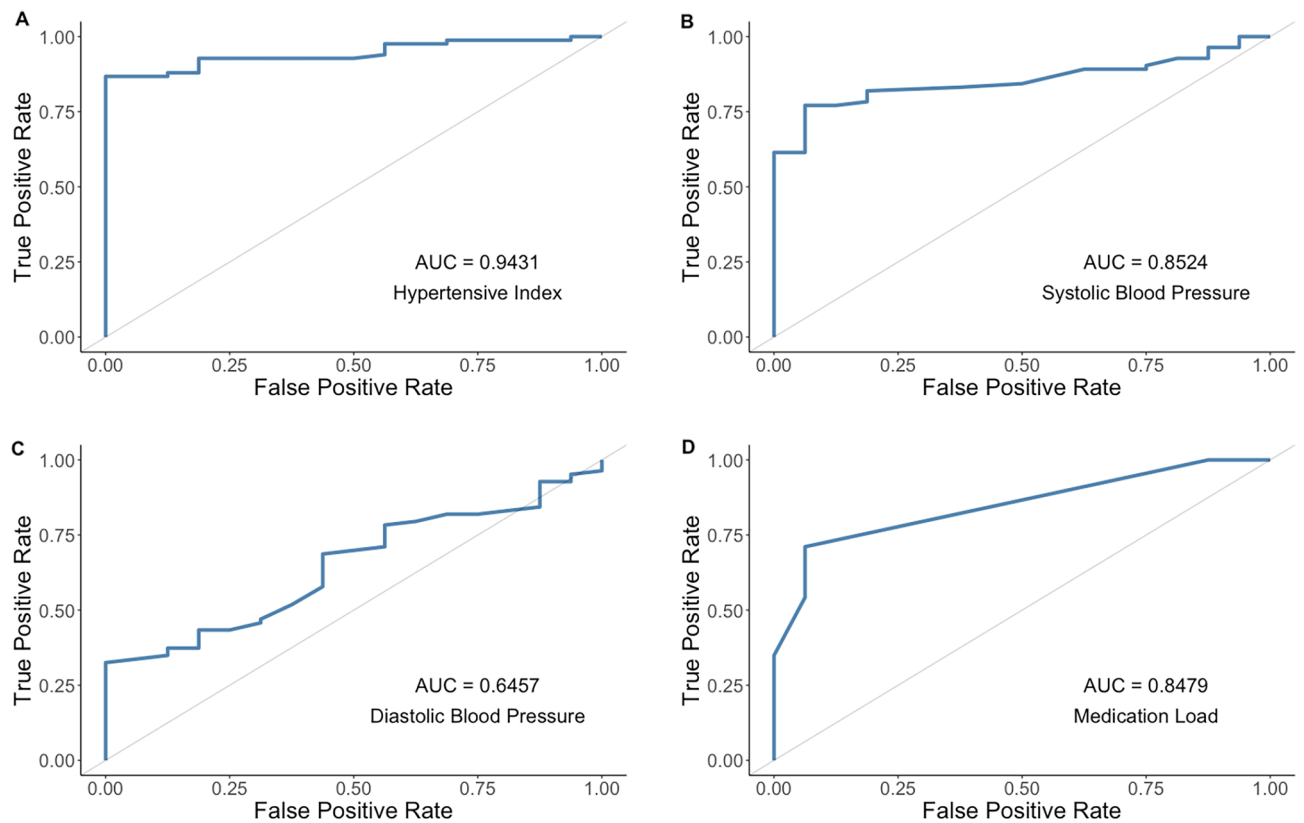 A
True Positive Rate
1.00
0.75
0.50
0.25
0.00
AUC = 0.9431
Hypertensive Index
0.00 0.25 0.50 0.75 1.00
False Positive Rate
B
True Positive Rate
1.00
0.75
0.50
0.25
0.00
AUC = 0.8524
Systolic Blood Pressure
0.00 0.25 0.50 0.75 1.00
False Positive Rate
C
True Positive Rate
1.00
0.75
0.50
0.25
0.00
AUC = 0.6457
Diastolic Blood Pressure
0.00 0.25 0.50 0.75 1.00
False Positive Rate
D
True Positive Rate
1.00
0.75
0.50
0.25
0.00
AUC = 0.8479
Medication Load
0.00 0.25 0.50 0.75 1.00
False Positive Rate